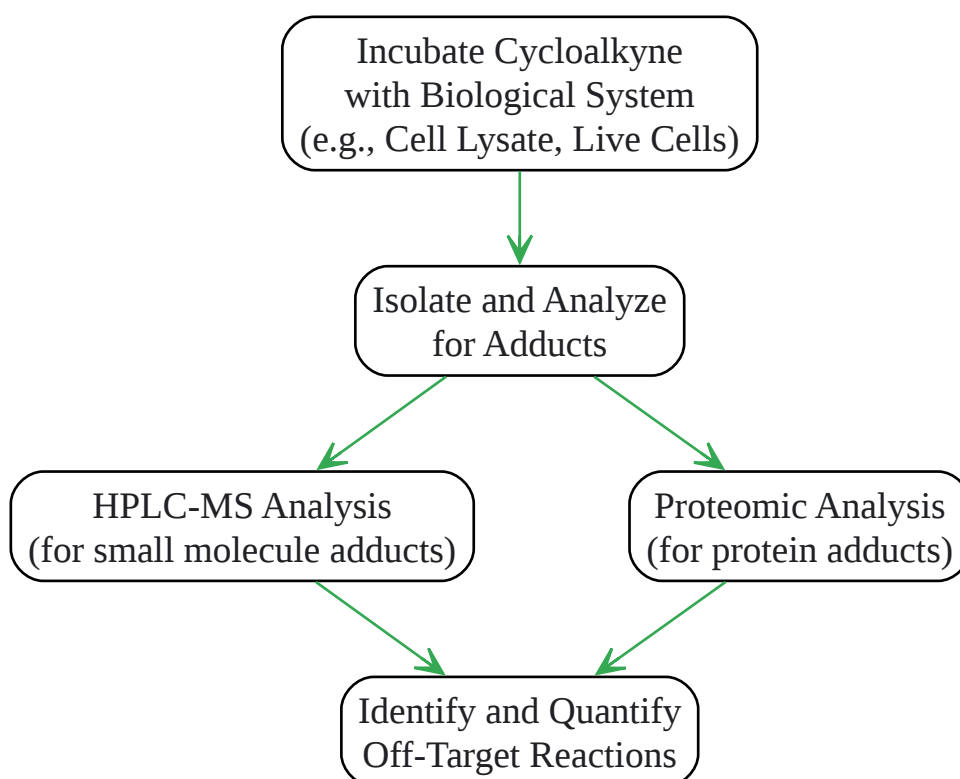 Incubate Cycloalkyne
with Biological System
(e.g., Cell Lysate, Live Cells)
Isolate and Analyze
for Adducts
HPLC-MS Analysis
(for small molecule adducts)
Proteomic Analysis
(for protein adducts)
Identify and Quantify
Off-Target Reactions